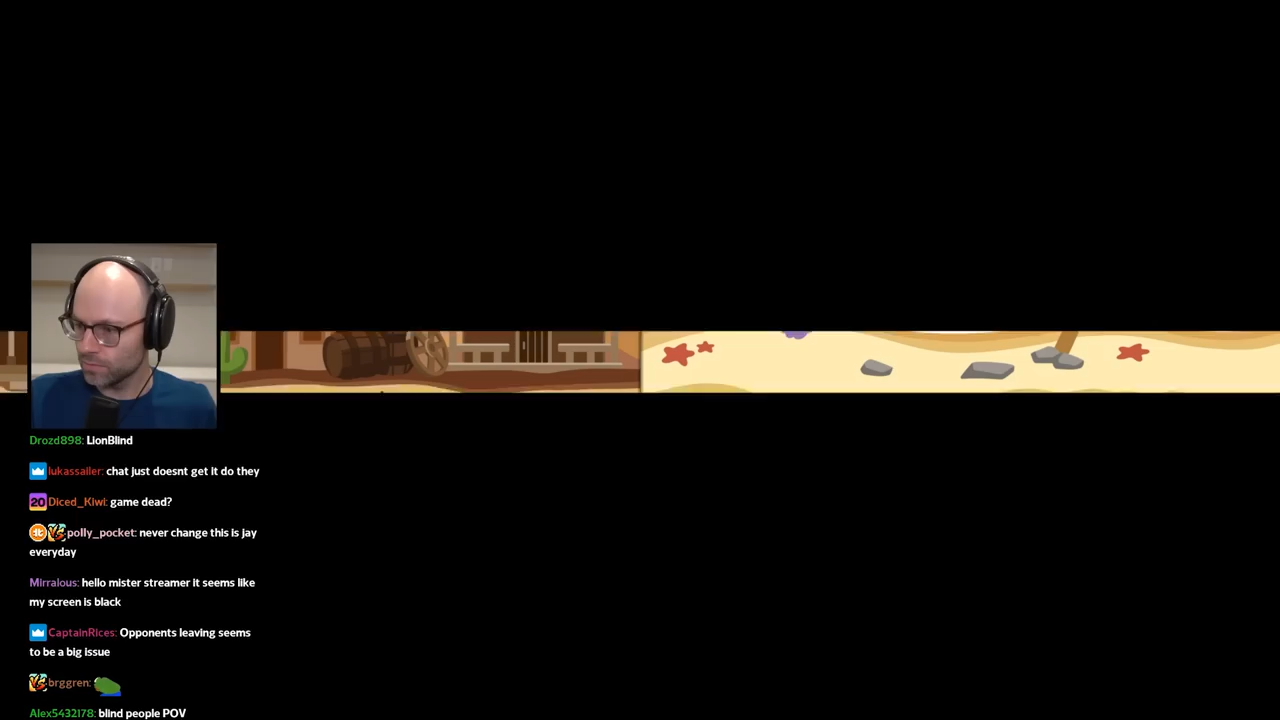 Drozd898: LionBlind
lukassailer: chat just doesnt get it do they
20 Diced_Kiwi: game dead?
polly_pocket: never change this is jay
everyday
Mirralous: hello mister streamer it seems like
my screen is black
CaptainRices: Opponents leaving seems
to be a big issue
brggren:
Alex5432178: blind people POV